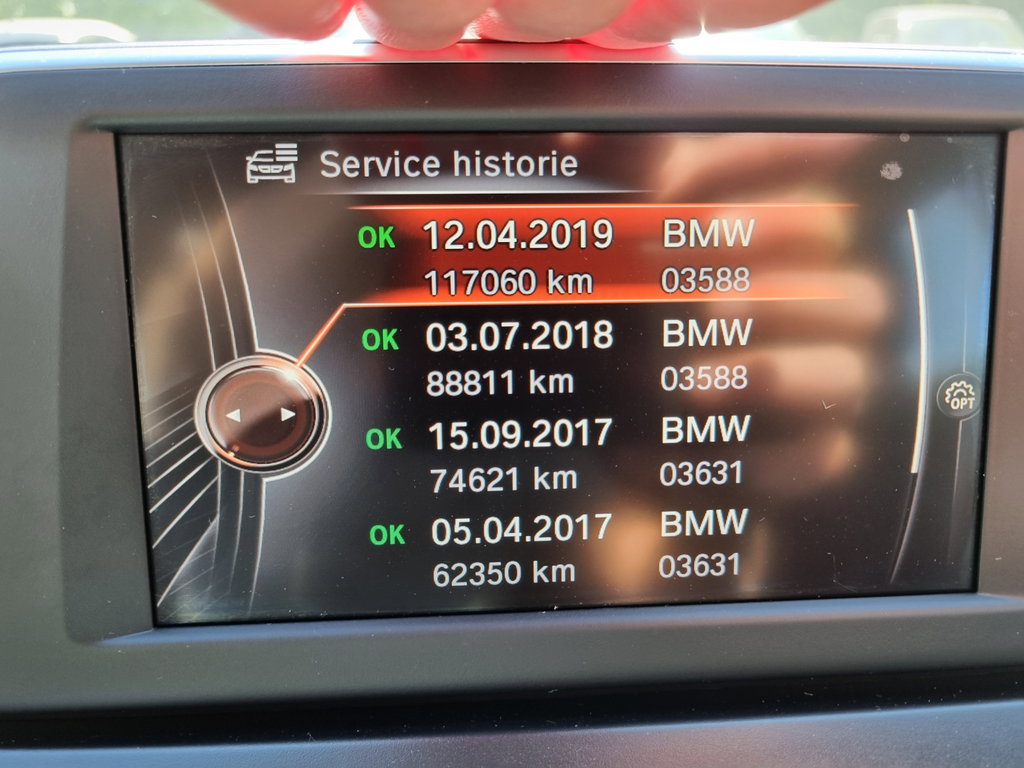 Service historie
OK 12.04.2019 BMW
117060 km 03588
OK 03.07.2018 BMW
88811 km 03588
OK 15.09.2017 BMW
74621 km 03631
OPT
OK 05.04.2017 BMW
62350 km 03631